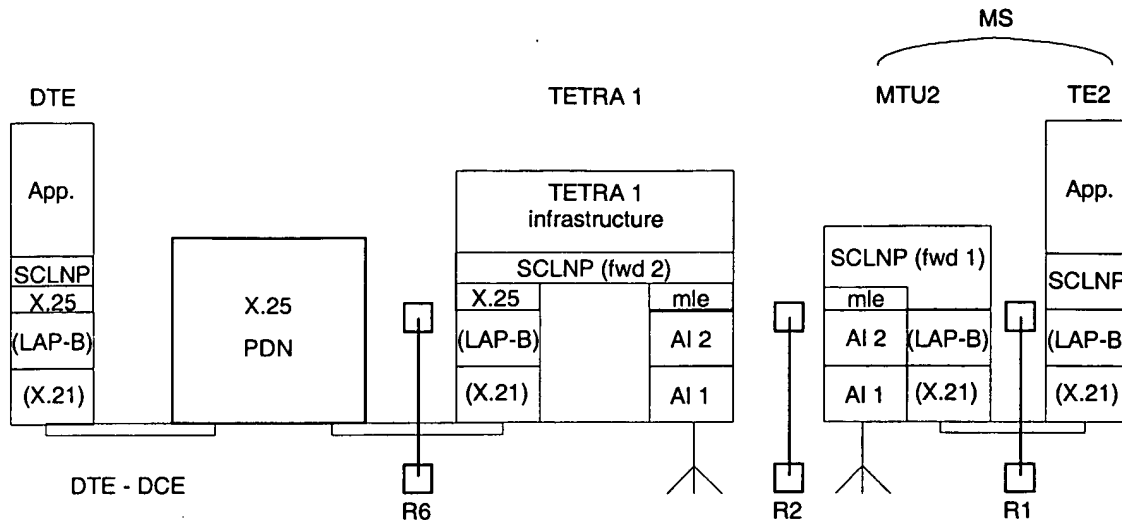 MS
DTE
TETRA 1
MTU2
TE2
App.
SCLNP
X.25
(LAP-B)
(X.21)
X.25
PDN
TETRA 1
infrastructure
SCLNP (fwd 2)
X.25
(LAP-B)
(X.21)
mle
AI 2
AI 1
SCLNP (fwd 1)
mle
AI 2
AI 1
(LAP-B)
(X.21)
App.
SCLNP
(LAP-B)
(X.21)
DTE - DCE
R6
R2
R1